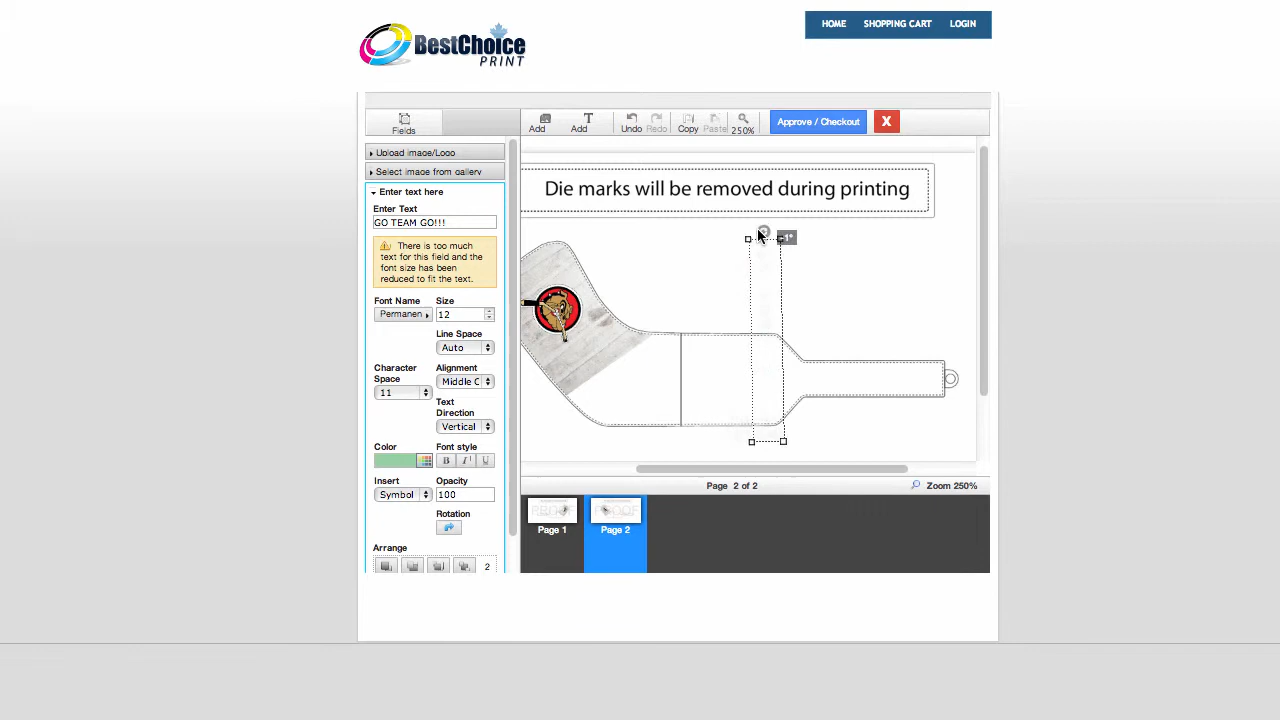 HOME SHOPPING CART LOGIN
BestChoice
PRINT
Fields
Add Add Undo Redo Copy Paste 250% Approve / Checkout X
Upload image/Logo
Select image from gallery
Enter text here
Enter Text
GO TEAM GO!!!
There is too much
text for this field and the
font size has been
reduced to fit the text.
Font Name Size
Permanen 12
Line Space
Auto
Character
Space
11
Alignment
Middle C
Text
Direction
Vertical
Color Font style
B I U
Insert Opacity
Symbol 100
Rotation
Arrange
2
Die marks will be removed during printing
1°
Page 2 of 2 Zoom 250%
PROOF PROOF
Page 1 Page 2